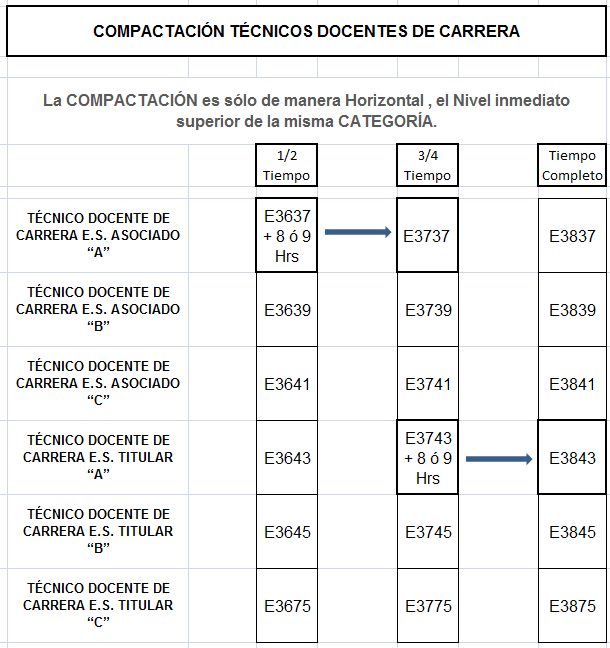 COMPACTACIÓN TÉCNICOS DOCENTES DE CARRERA
La COMPACTACIÓN es sólo de manera Horizontal , el Nivel inmediato
superior de la misma CATEGORÍA.
1/2
Tiempo
3/4
Tiempo
Tiempo
Completo
TÉCNICO DOCENTE DE
CARRERA E.S. ASOCIADO
“A”
E3637
+ 8 ó 9
Hrs
E3737
E3837
TÉCNICO DOCENTE DE
CARRERA E.S. ASOCIADO
“B”
E3639
E3739
E3839
TÉCNICO DOCENTE DE
CARRERA E.S. ASOCIADO
“C”
E3641
E3741
E3841
TÉCNICO DOCENTE DE
CARRERA E.S. TITULAR
“A”
E3643
E3743
+ 8 ó 9
Hrs
E3843
TÉCNICO DOCENTE DE
CARRERA E.S. TITULAR
“B”
E3645
E3745
E3845
TÉCNICO DOCENTE DE
CARRERA E.S. TITULAR
“C”
E3675
E3775
E3875